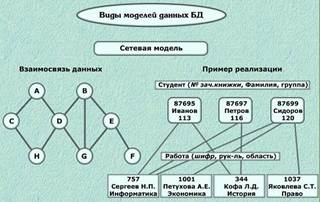 Виды моделей данных БД
Сетевая модель
Взаимосвязь данных
Пример реализации
Студент (№ зач.книжки, Фамилия, группа)
A
B
C
D
E
H
G
F
87695
Иванов
113
87697
Петров
116
87699
Сидоров
120
Работа (шифр, рук-ль, область)
757
Сергеев Н.П.
Информатика
1001
Петухова А.Е.
Экономика
344
Кофа Л.Д.
История
1037
Яковлева С.Т.
Право